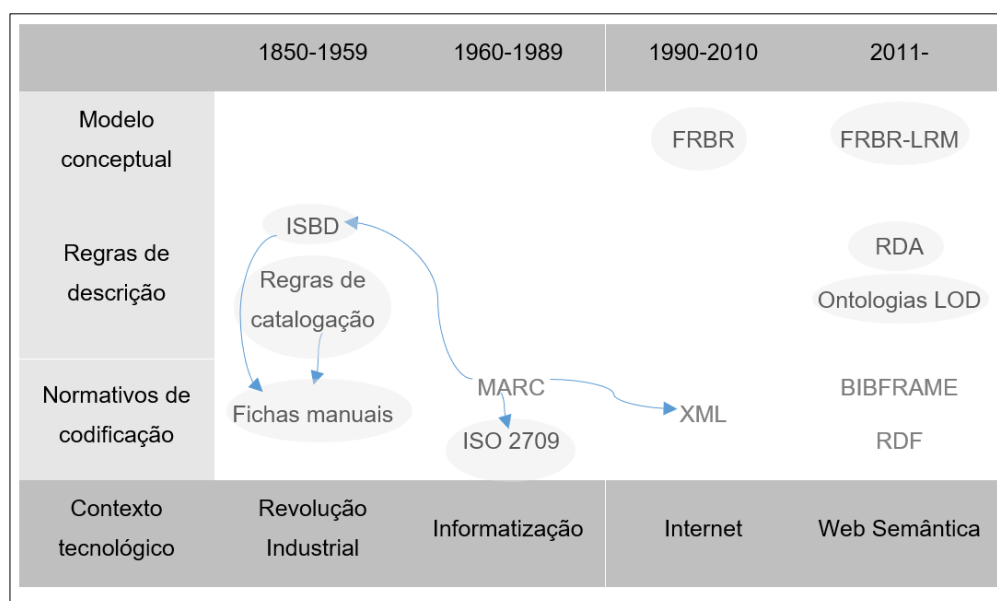 1850-1959 1960-1989 1990-2010 2011-
Modelo
conceptual
FRBR FRBR-LRM
Regras de
descrição
ISBD
Regras de
catalogação
RDA
Ontologias LOD
Normativos de
codificação
Fichas manuais
MARC
ISO 2709
XML
BIBFRAME
RDF
Contexto
tecnológico
Revolução
Industrial
Informatização
Internet
Web Semântica